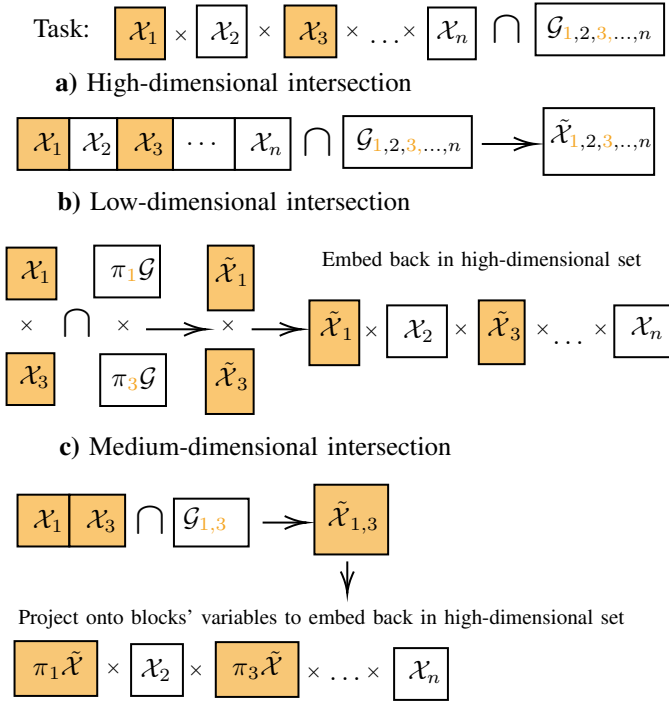 Task: 𝒳₁ × 𝒳₂ × 𝒳₃ × … × 𝒳ₙ ⋂ 𝒢₁,₂,₃,…,ₙ
a) High-dimensional intersection
𝒳₁ 𝒳₂ 𝒳₃ ⋯ 𝒳ₙ ⋂ 𝒢₁,₂,₃,…,ₙ → 𝒳̃₁,₂,₃,…,ₙ
b) Low-dimensional intersection
Embed back in high-dimensional set
𝒳₁ π₁𝒢 𝒳̃₁
× ⋂ × → × → 𝒳̃₁ × 𝒳₂ × 𝒳̃₃ × … × 𝒳ₙ
𝒳₃ π₃𝒢 𝒳̃₃
c) Medium-dimensional intersection
𝒳₁ 𝒳₃ ⋂ 𝒢₁,₃ → 𝒳̃₁,₃
Project onto blocks' variables to embed back in high-dimensional set
π₁𝒳̃ × 𝒳₂ × π₃𝒳̃ × … × 𝒳ₙ